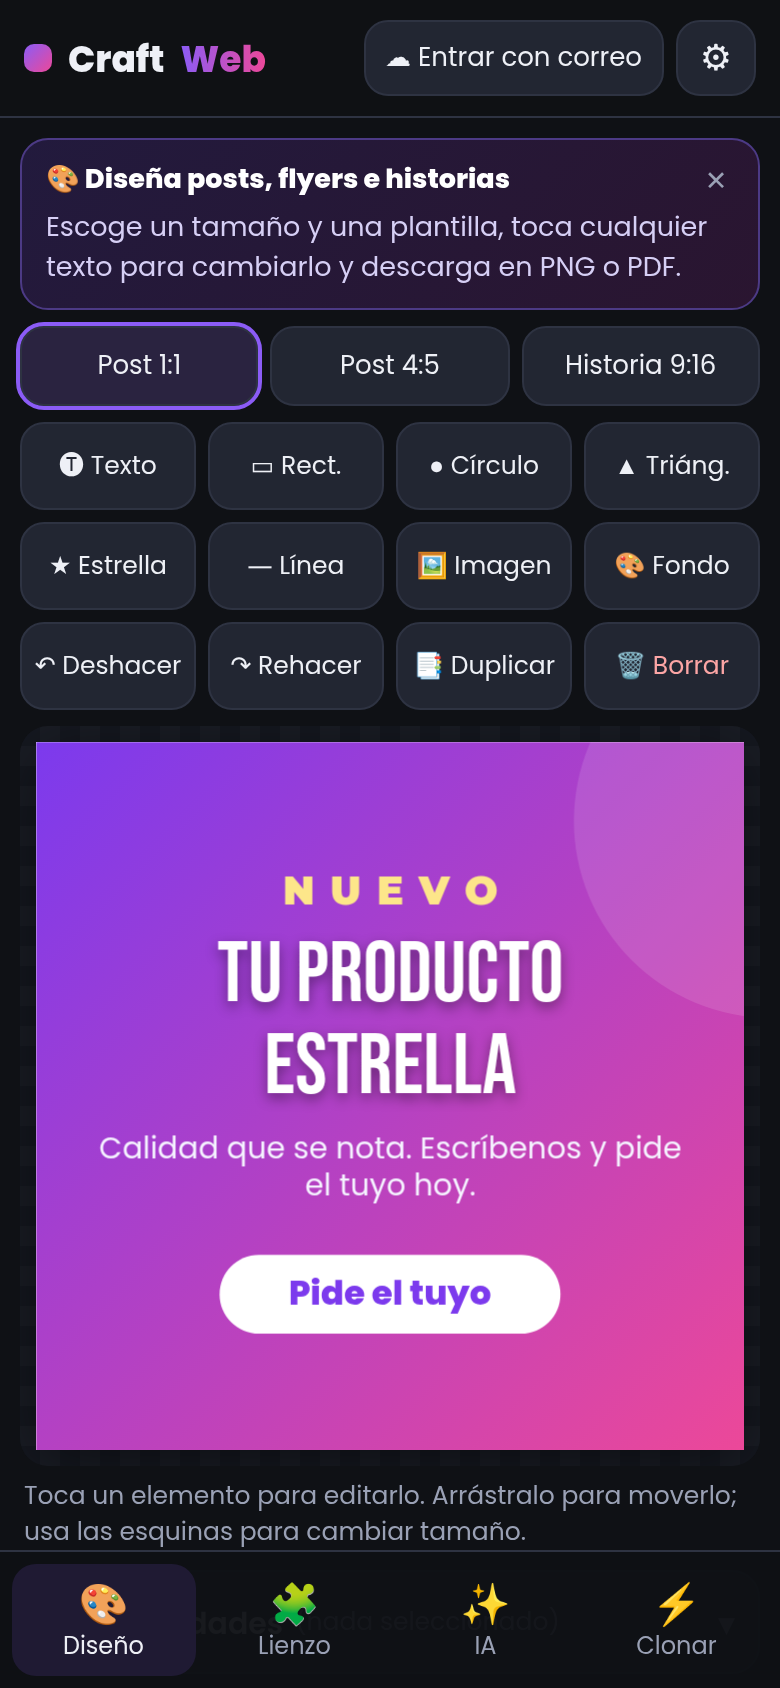 Craft Web
☁ Entrar con correo
⚙
🎨 Diseña posts, flyers e historias
✕
Escoge un tamaño y una plantilla, toca cualquier
texto para cambiarlo y descarga en PNG o PDF.
Post 1:1
Post 4:5
Historia 9:16
🅣 Texto
▭ Rect.
● Círculo
▲ Triáng.
★ Estrella
— Línea
🖼️ Imagen
🎨 Fondo
↶ Deshacer
↷ Rehacer
📑 Duplicar
🗑️ Borrar
NUEVO
TU PRODUCTO
ESTRELLA
Calidad que se nota. Escríbenos y pide
el tuyo hoy.
Pide el tuyo
Toca un elemento para editarlo. Arrástralo para moverlo;
usa las esquinas para cambiar tamaño.
🎨 Diseño
🧩 Lienzo
✨ IA
⚡ Clonar